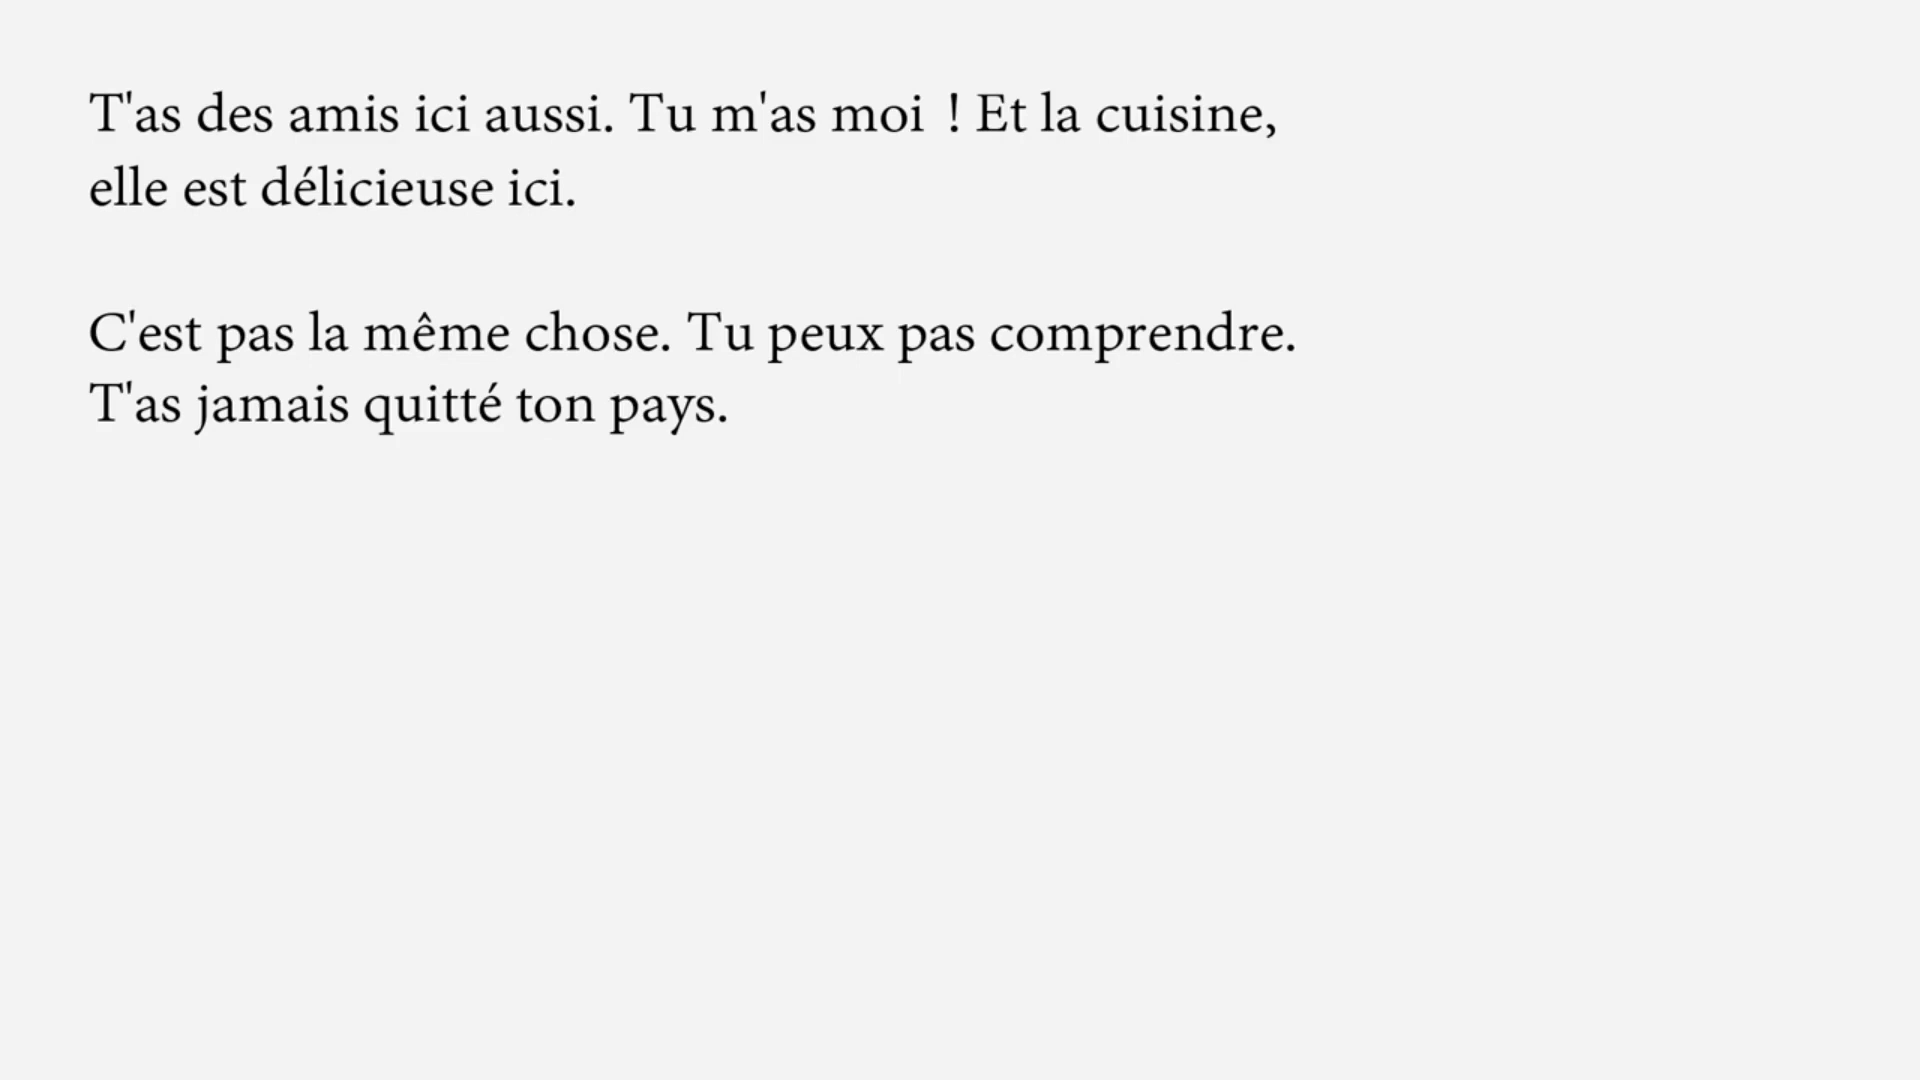 T'as des amis ici aussi. Tu m'as moi ! Et la cuisine,
elle est délicieuse ici.
C'est pas la même chose. Tu peux pas comprendre.
T'as jamais quitté ton pays.